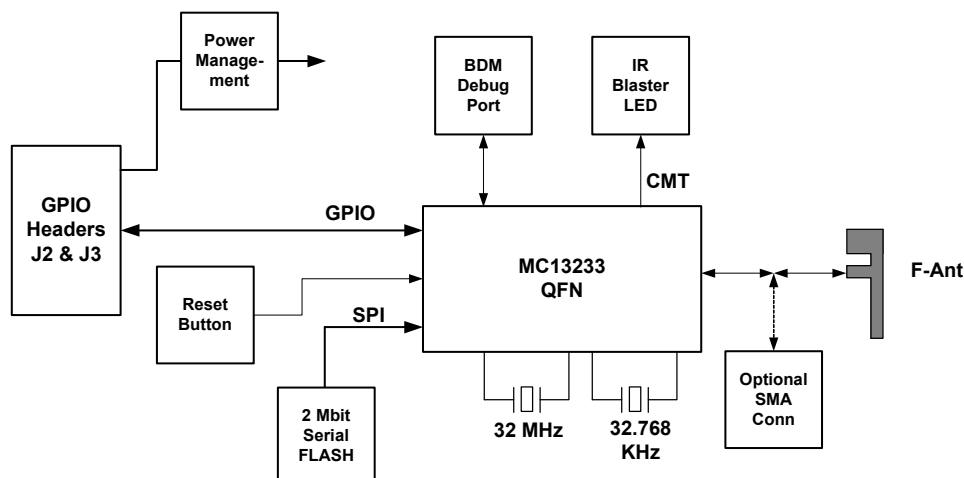 Power
Manage-
ment
BDM
Debug
Port
IR
Blaster
LED
CMT
GPIO
Headers
J2 & J3
GPIO
MC13233
QFN
F-Ant
Reset
Button
SPI
2 Mbit
Serial
FLASH
32 MHz
32.768
KHz
Optional
SMA
Conn